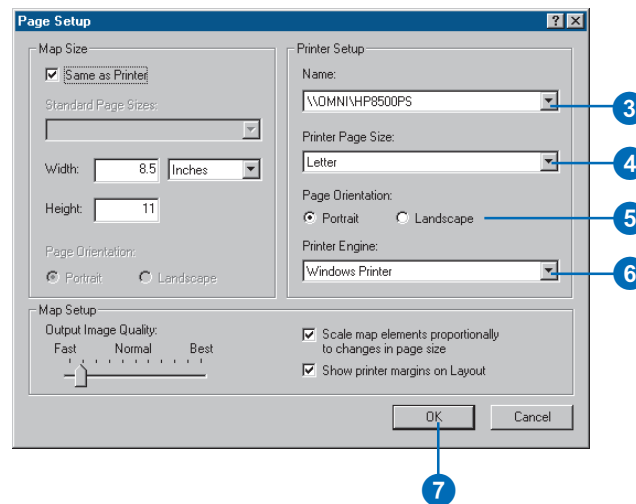 Page Setup
Map Size
Same as Printer
Standard Page Sizes:
Width: 8.5 Inches
Height: 11
Page Orientation:
Portrait Landscape
Printer Setup
Name:
\\OMNI\HP8500PS
3
Printer Page Size:
Letter
4
Page Orientation:
Portrait Landscape
5
Printer Engine:
Windows Printer
6
Map Setup
Output Image Quality:
Fast Normal Best
Scale map elements proportionally
to changes in page size
Show printer margins on Layout
OK Cancel
7